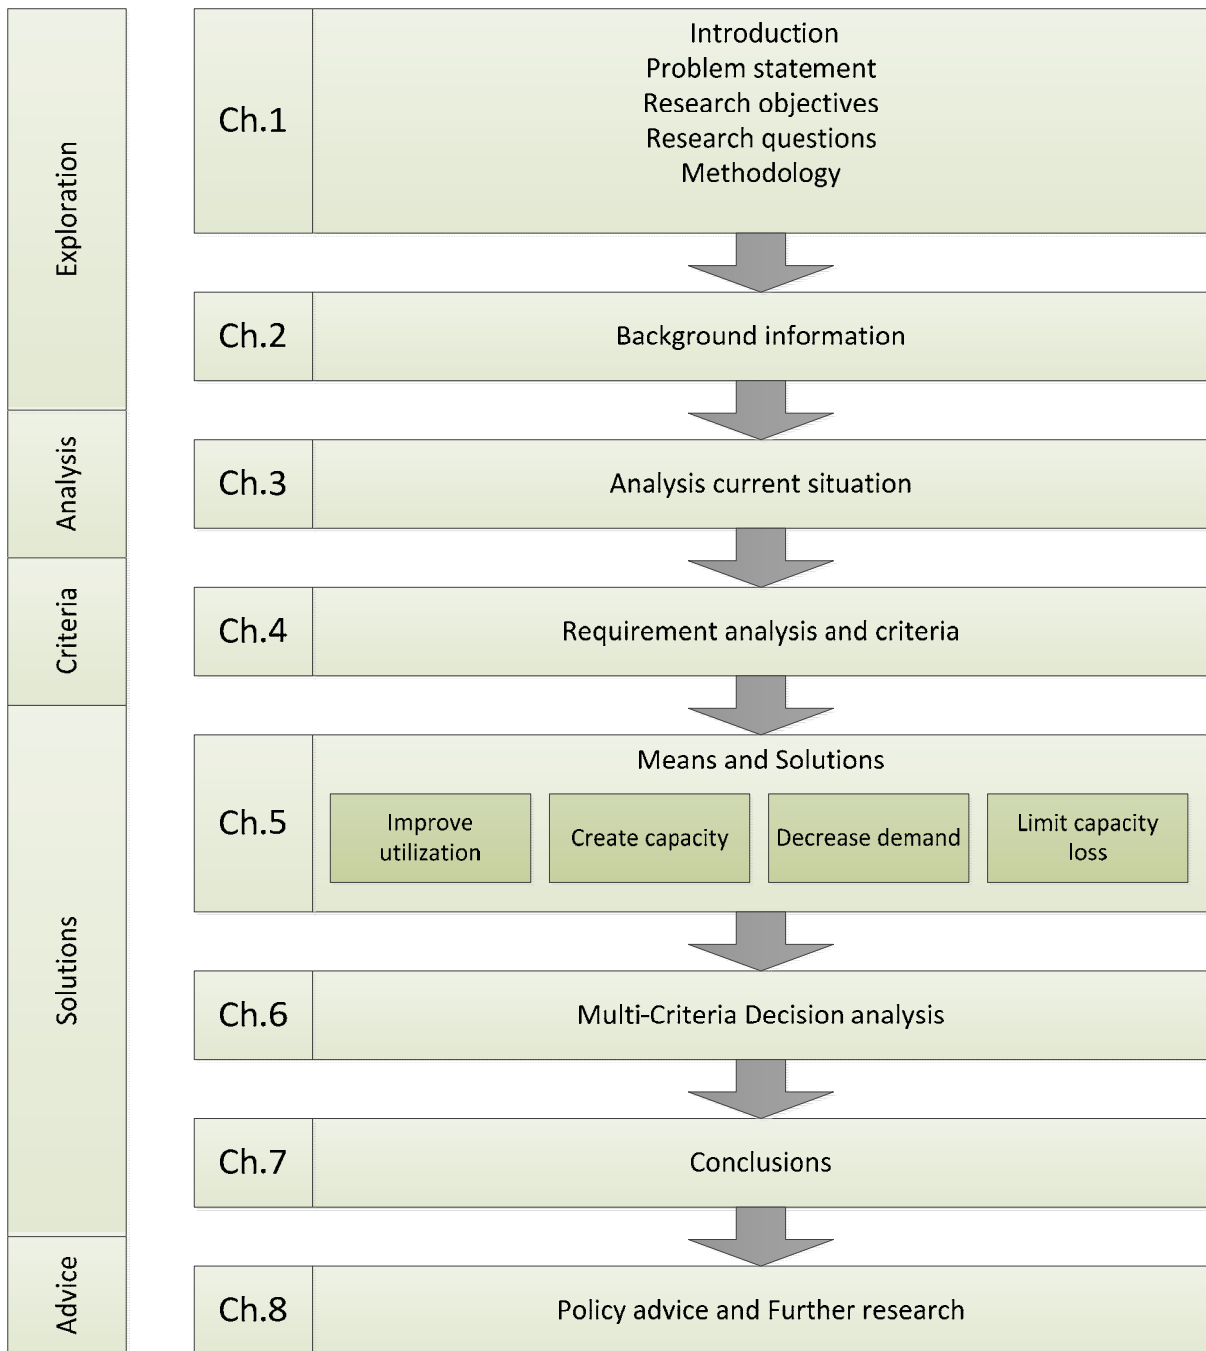 Exploration
Ch.1
Introduction
Problem statement
Research objectives
Research questions
Methodology
Ch.2
Background information
Analysis
Ch.3
Analysis current situation
Criteria
Ch.4
Requirement analysis and criteria
Solutions
Ch.5
Means and Solutions
Improve
utilization
Create capacity
Decrease demand
Limit capacity
loss
Ch.6
Multi-Criteria Decision analysis
Ch.7
Conclusions
Advice
Ch.8
Policy advice and Further research